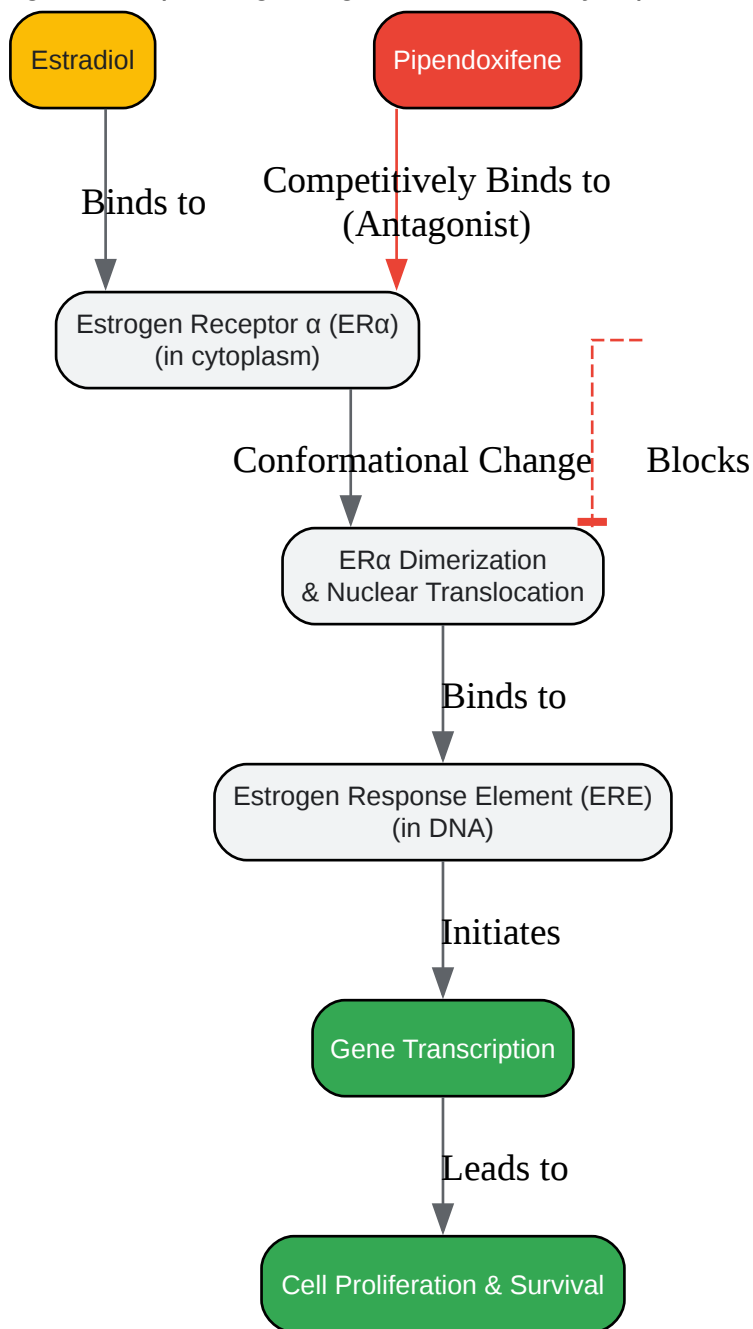 Estradiol
Pipendoxifene
Binds to
Competitively Binds to
(Antagonist)
Estrogen Receptor α (ERα)
(in cytoplasm)
Conformational Change
Blocks
ERα Dimerization
& Nuclear Translocation
Binds to
Estrogen Response Element (ERE)
(in DNA)
Initiates
Gene Transcription
Leads to
Cell Proliferation & Survival